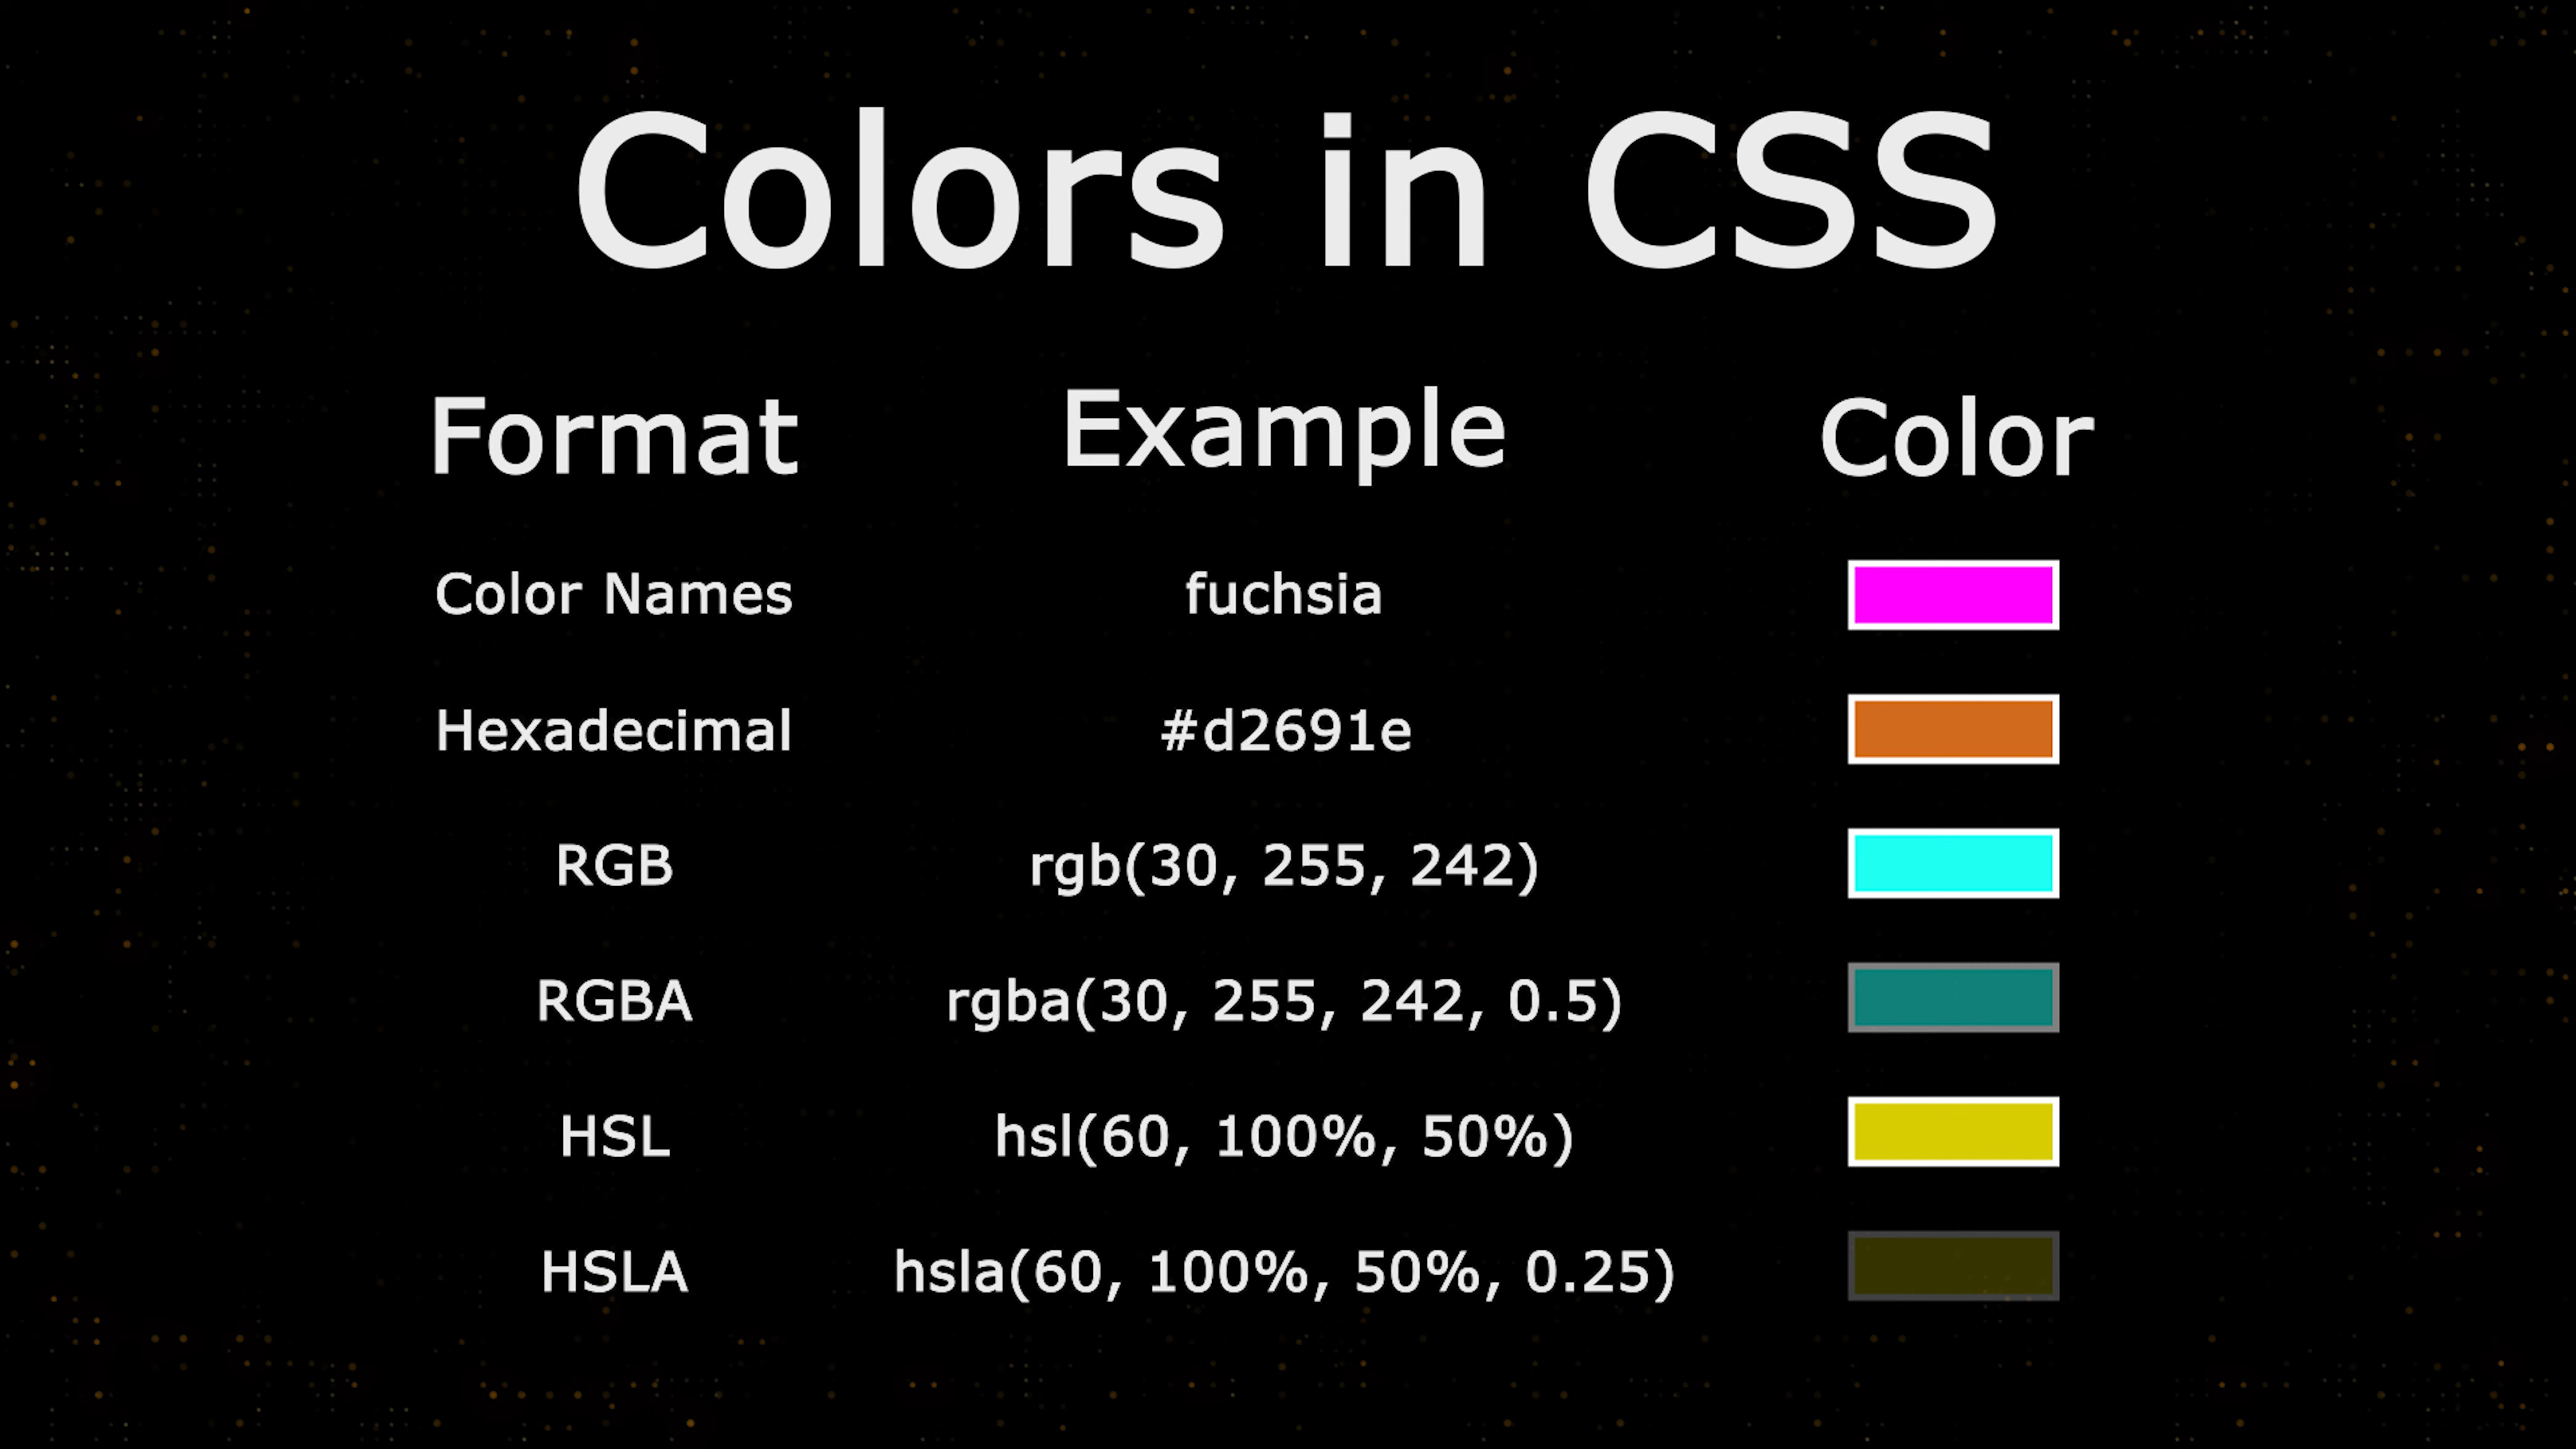 Colors in CSS
Format Example Color
Color Names fuchsia
Hexadecimal #d2691e
RGB rgb(30, 255, 242)
RGBA rgba(30, 255, 242, 0.5)
HSL hsl(60, 100%, 50%)
HSLA hsla(60, 100%, 50%, 0.25)